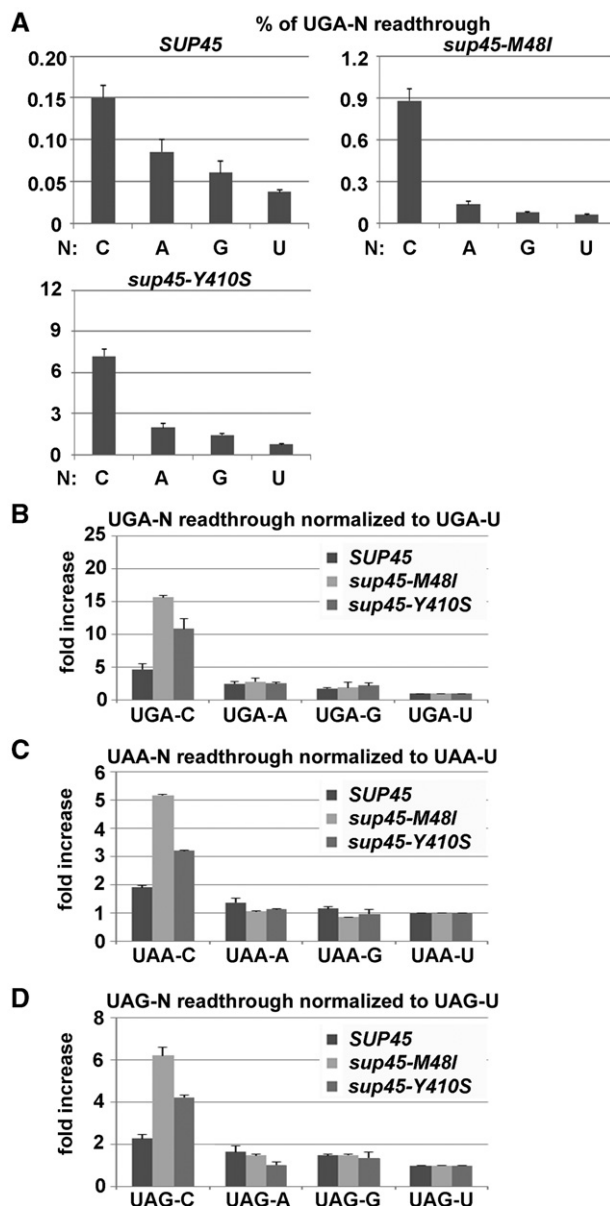 A
% of UGA-N readthrough
SUP45
0.20
0.15
0.10
0.05
0
N: C A G U
sup45-M48I
1.2
0.9
0.6
0.3
0
N: C A G U
sup45-Y410S
12
9
6
3
0
N: C A G U
B
UGA-N readthrough normalized to UGA-U
fold increase
25
20
15
10
5
0
SUP45
sup45-M48I
sup45-Y410S
UGA-C UGA-A UGA-G UGA-U
C
UAA-N readthrough normalized to UAA-U
fold increase
6
5
4
3
2
1
0
SUP45
sup45-M48I
sup45-Y410S
UAA-C UAA-A UAA-G UAA-U
D
UAG-N readthrough normalized to UAG-U
fold increase
8
6
4
2
0
SUP45
sup45-M48I
sup45-Y410S
UAG-C UAG-A UAG-G UAG-U